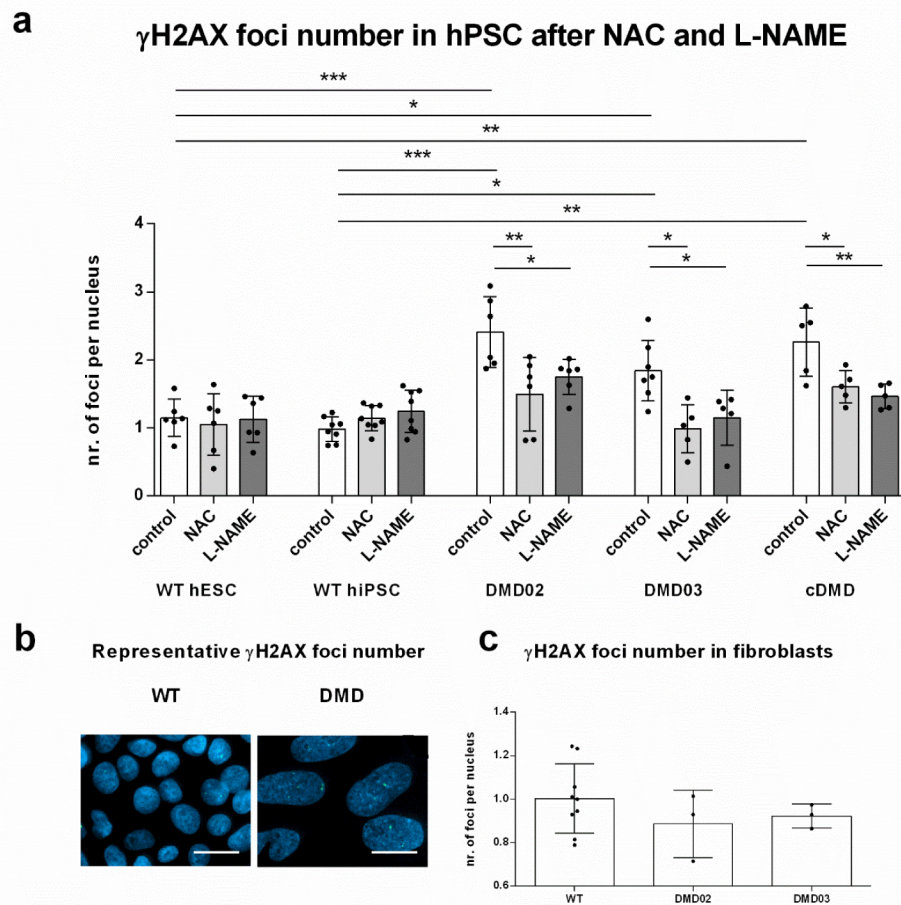 a
γH2AX foci number in hPSC after NAC and L-NAME
***
*
**
***
*
**
** * *
* * **
nr. of foci per nucleus
4
3
2
1
0
control NAC L-NAME control NAC L-NAME control NAC L-NAME control NAC L-NAME control NAC L-NAME
WT hESC WT hiPSC DMD02 DMD03 cDMD
b
Representative γH2AX foci number
WT DMD
c
γH2AX foci number in fibroblasts
nr. of foci per nucleus
1.4
1.2
1.0
0.8
0.6
WT DMD02 DMD03